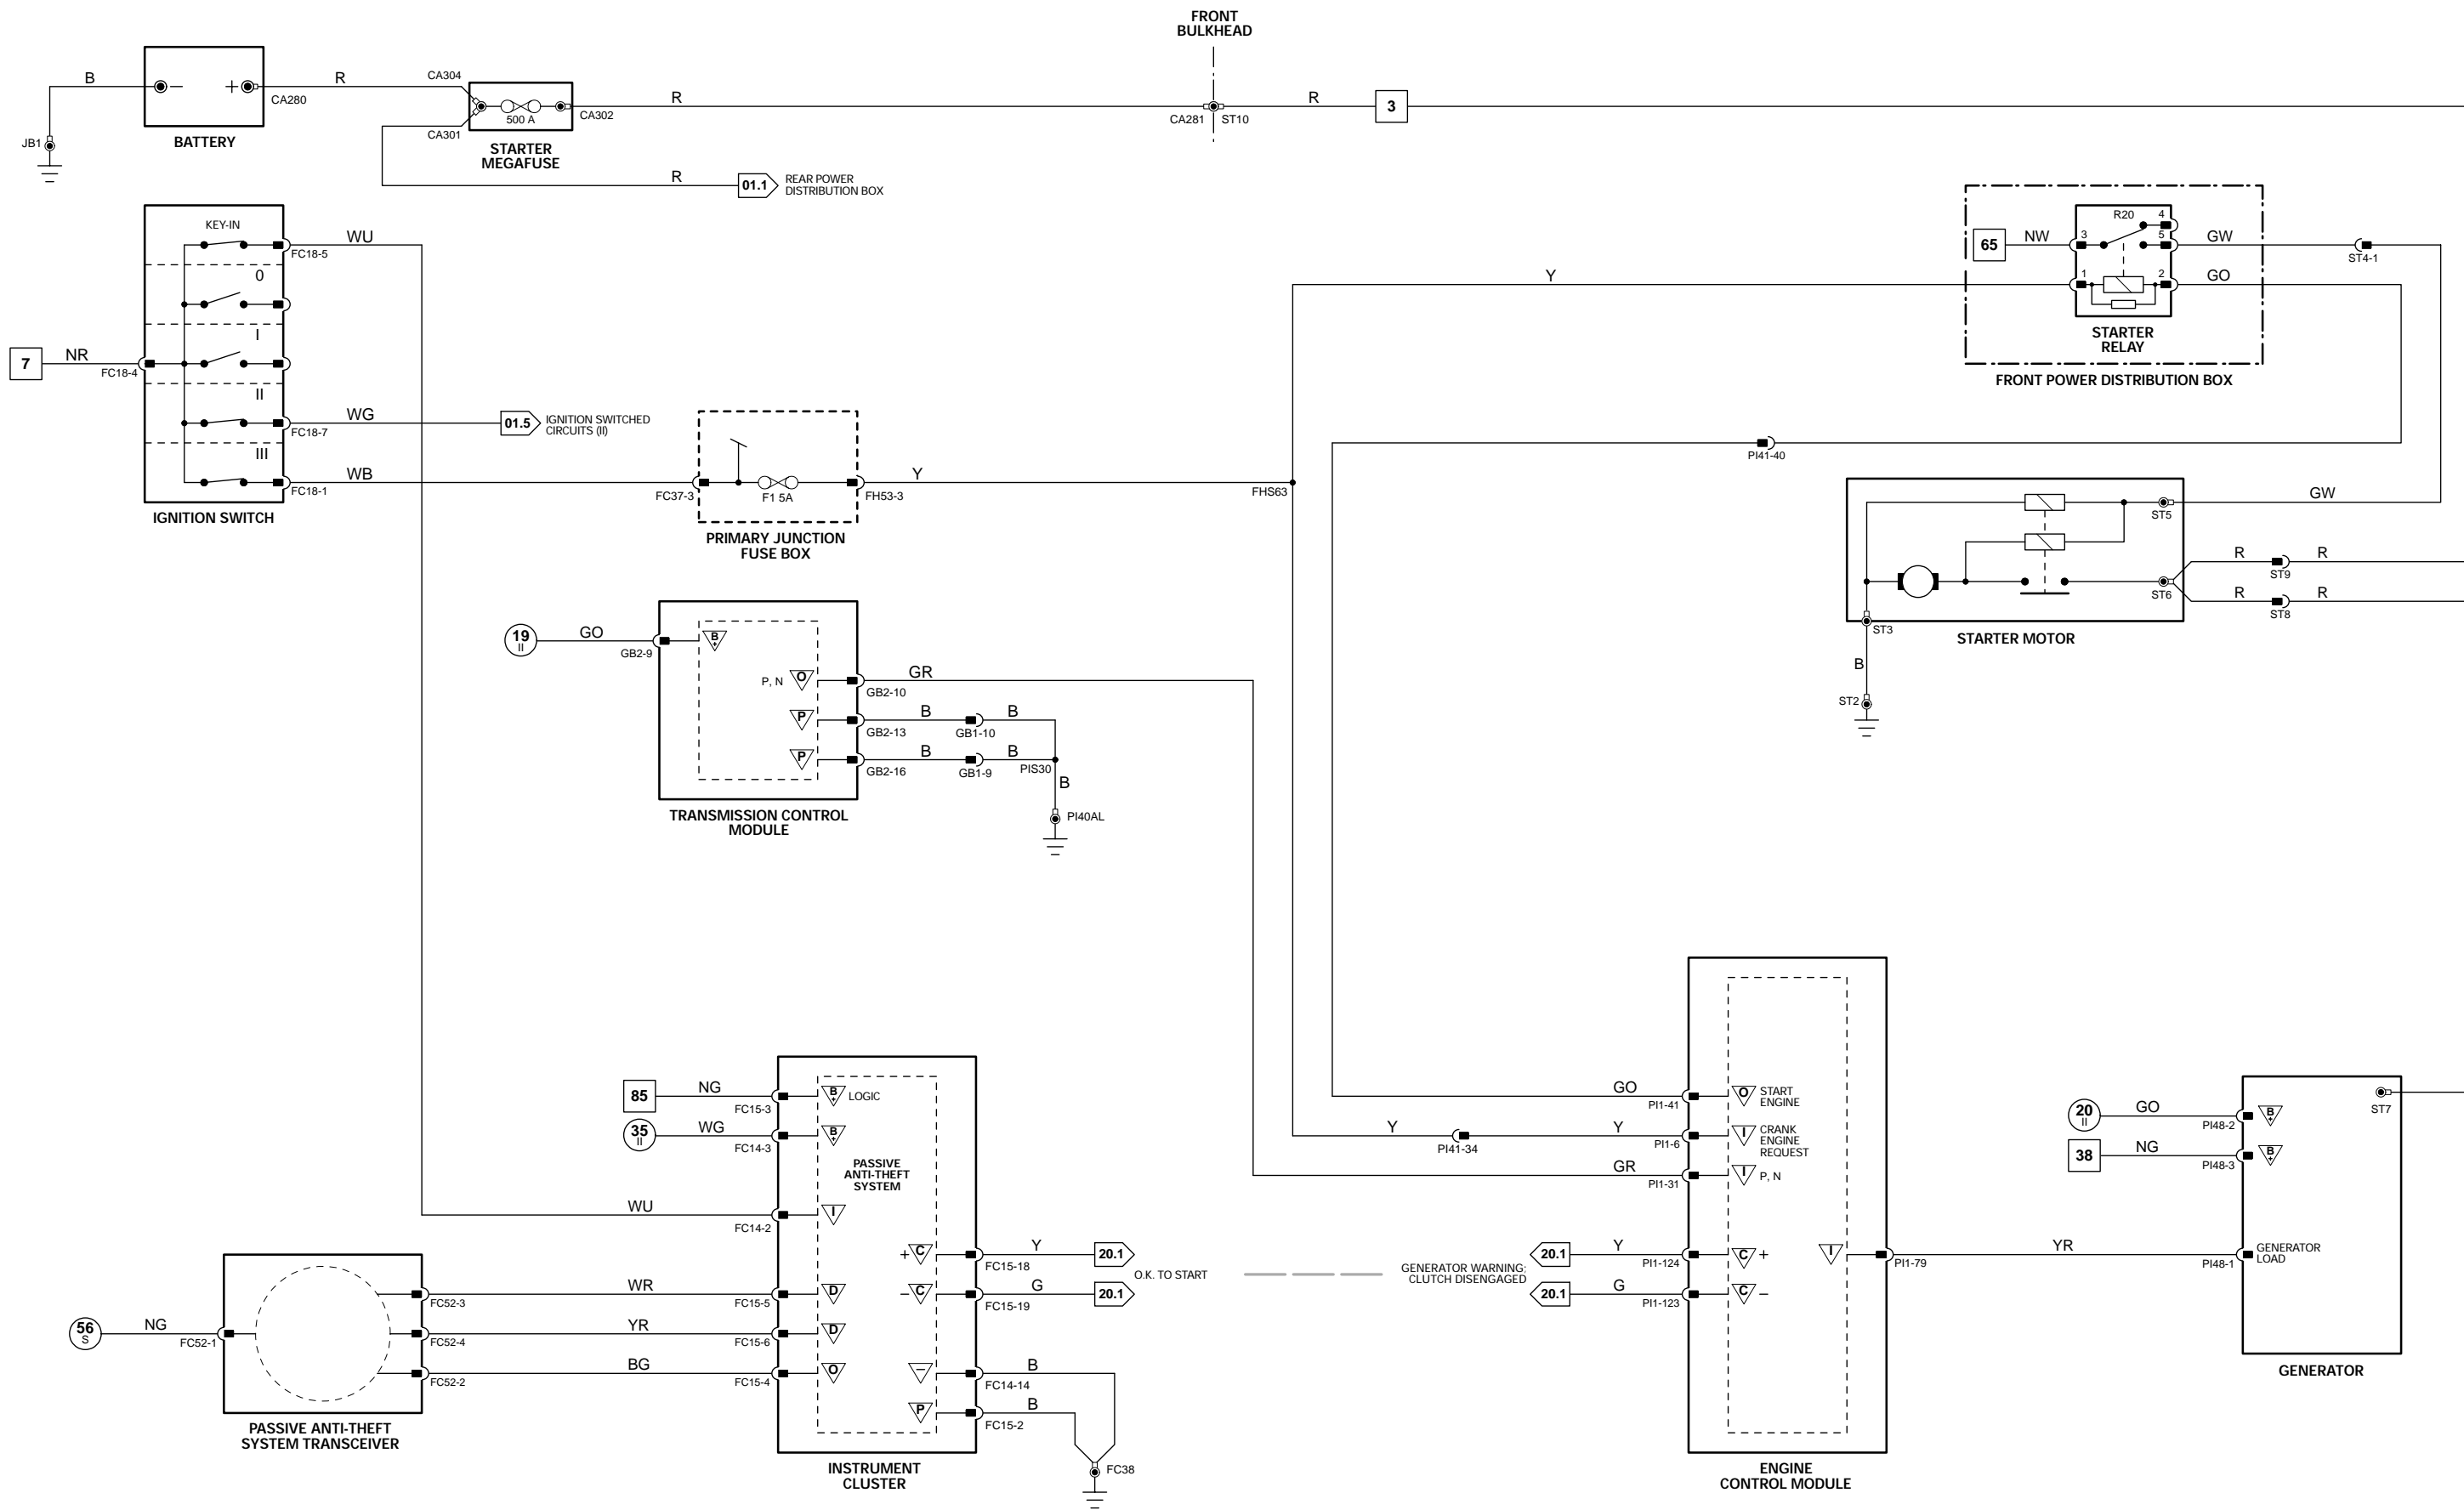 FRONT
BULKHEAD
B
R
CA304
CA280
BATTERY
JB1
500 A
CA302
CA301
STARTER
MEGAFUSE
R
CA281
ST10
R
3
R
01.1
REAR POWER
DISTRIBUTION BOX
KEY-IN
WU
FC18-5
0
I
7
NR
FC18-4
II
WG
FC18-7
01.5
IGNITION SWITCHED
CIRCUITS (II)
III
WB
FC18-1
IGNITION SWITCH
FC37-3
F1 5A
FH53-3
Y
PRIMARY JUNCTION
FUSE BOX
FHS63
Y
65
NW
R20
3
4
5
1
2
GW
GO
ST4-1
STARTER
RELAY
FRONT POWER DISTRIBUTION BOX
PI41-40
GW
ST5
ST6
R
ST9
R
R
ST8
R
ST3
STARTER MOTOR
B
ST2
19
II
GO
GB2-9
B
+
P, N
O
GR
GB2-10
P
B
GB2-13
GB1-10
B
P
B
GB2-16
GB1-9
B
PIS30
B
PI40AL
TRANSMISSION CONTROL
MODULE
85
NG
FC15-3
B
+
LOGIC
35
II
WG
FC14-3
B
+
PASSIVE
ANTI-THEFT
SYSTEM
WU
FC14-2
I
+
C
Y
FC15-18
20.1
O.K. TO START
–
C
G
FC15-19
20.1
FC52-3
WR
FC15-5
D
56
S
NG
FC52-1
FC52-4
YR
FC15-6
D
FC52-2
BG
FC15-4
O
–
B
FC14-14
P
B
FC15-2
FC38
PASSIVE ANTI-THEFT
SYSTEM TRANSCEIVER
INSTRUMENT
CLUSTER
GO
PI1-41
O
START
ENGINE
Y
PI41-34
Y
PI1-6
I
CRANK
ENGINE
REQUEST
GR
PI1-31
I
P, N
GENERATOR WARNING;
CLUTCH DISENGAGED
20.1
Y
PI1-124
C
+
20.1
G
PI1-123
C
–
I
PI1-79
YR
PI48-1
GENERATOR
LOAD
ENGINE
CONTROL MODULE
20
II
GO
PI48-2
B
+
38
NG
PI48-3
B
+
ST7
GENERATOR